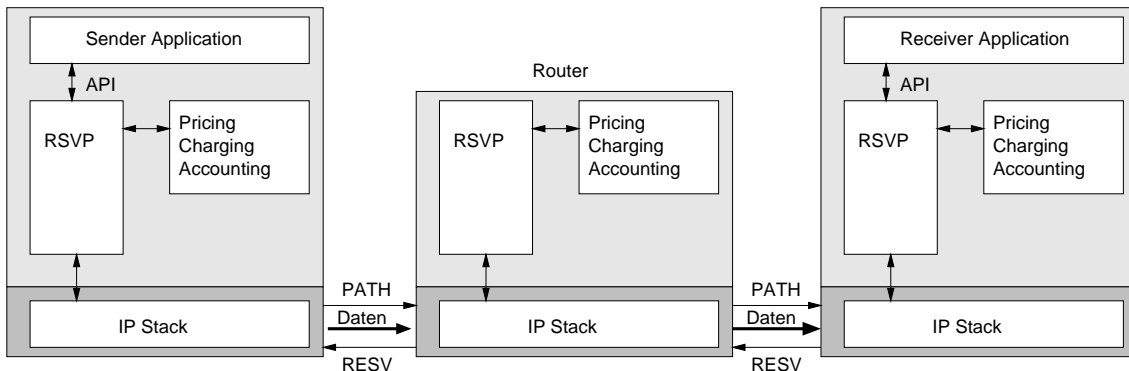 Sender Application
API
RSVP
Pricing
Charging
Accounting
IP Stack
PATH
Daten
RESV
Router
RSVP
Pricing
Charging
Accounting
IP Stack
PATH
Daten
RESV
Receiver Application
API
RSVP
Pricing
Charging
Accounting
IP Stack